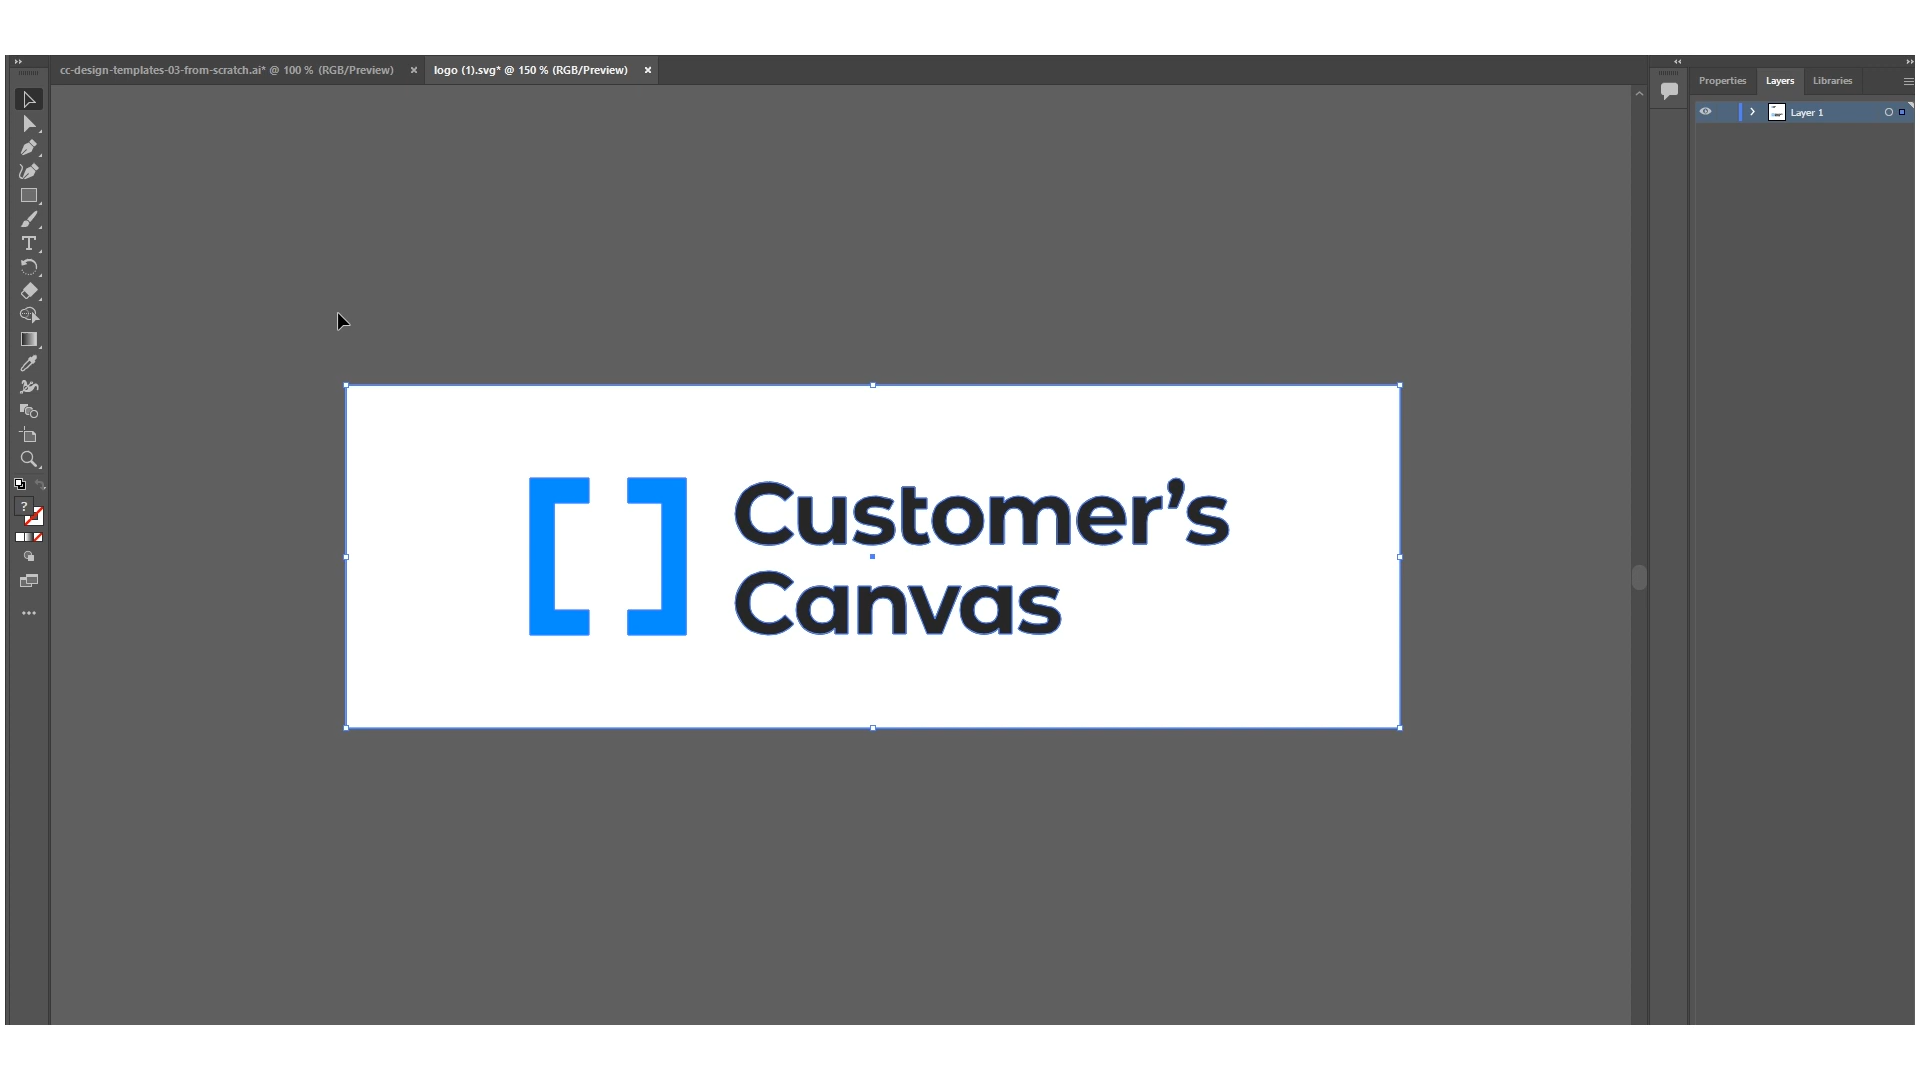 cc-design-templates-03-from-scratch.ai* @ 100 % (RGB/Preview)
logo (1).svg* @ 150 % (RGB/Preview)
Properties
Layers
Libraries
Layer 1
Customer’s
Canvas
?